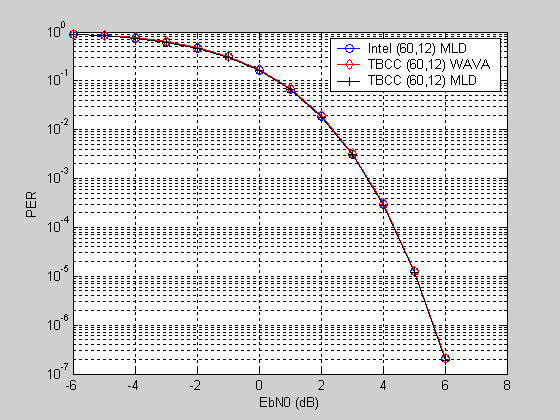 Intel (60,12) MLD
TBCC (60,12) WAVA
TBCC (60,12) MLD
10^0
10^-1
10^-2
10^-3
10^-4
10^-5
10^-6
10^-7
PER
-6 -4 -2 0 2 4 6 8
EbN0 (dB)